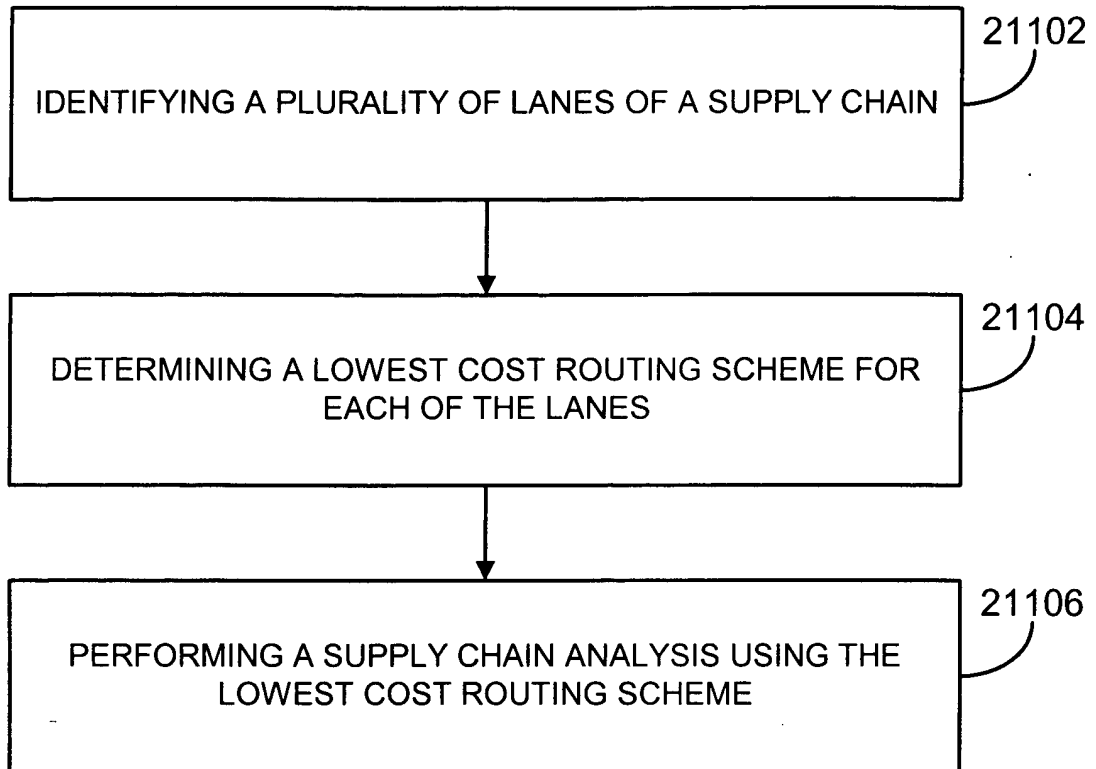 21102
IDENTIFYING A PLURALITY OF LANES OF A SUPPLY CHAIN
21104
DETERMINING A LOWEST COST ROUTING SCHEME FOR
EACH OF THE LANES
21106
PERFORMING A SUPPLY CHAIN ANALYSIS USING THE
LOWEST COST ROUTING SCHEME